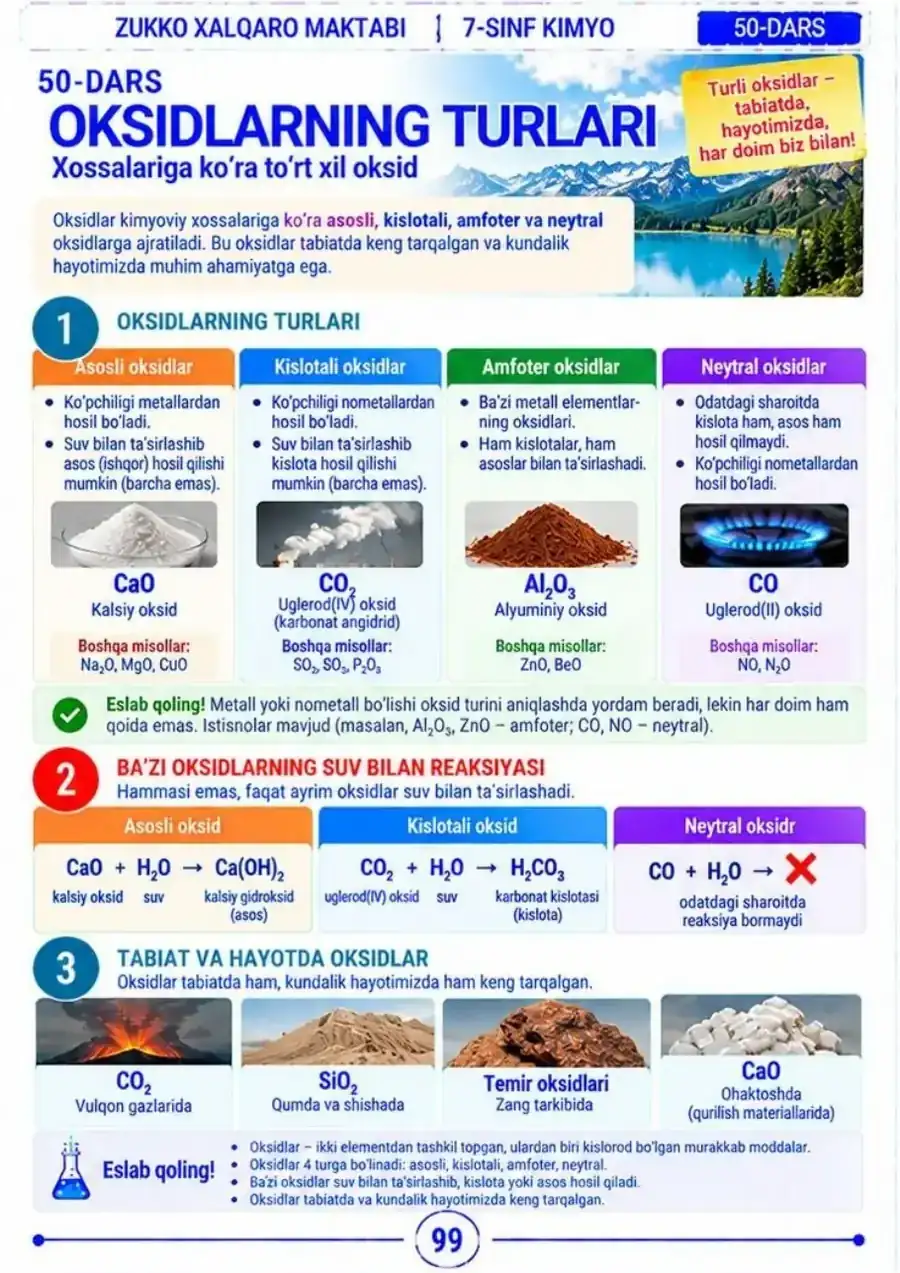 ZUKKO XALQARO MAKTABI | 7-SINF KIMYO
50-DARS
50-DARS
OKSIDLARNING TURLARI
Xossalariga ko‘ra to‘rt xil oksid
Turli oksidlar –
tabiatda,
hayotimizda,
har doim biz bilan!
Oksidlar kimyoviy xossalariga ko‘ra asosli, kislotali, amfoter va neytral
oksidlarga ajratiladi. Bu oksidlar tabiatda keng tarqalgan va kundalik
hayotimizda muhim ahamiyatga ega.
1
OKSIDLARNING TURLARI
Asosli oksidlar
• Ko‘pchiligi metallardan
hosil bo‘ladi.
• Suv bilan ta’sirlashib
asos (ishqor) hosil qilishi
mumkin (barcha emas).
CaO
Kalsiy oksid
Boshqa misollar:
Na₂O, MgO, CuO
Kislotali oksidlar
• Ko‘pchiligi nometallardan
hosil bo‘ladi.
• Suv bilan ta’sirlashib
kislota hosil qilishi
mumkin (barcha emas).
CO₂
Uglerod(IV) oksid
(karbonat angidrid)
Boshqa misollar:
SO₂, SO₃, P₂O₃
Amfoter oksidlar
• Ba’zi metall elementlar-
ning oksidlari.
• Ham kislotalar, ham
asoslar bilan ta’sirlashadi.
Al₂O₃
Alyuminiy oksid
Boshqa misollar:
ZnO, BeO
Neytral oksidlar
• Odatdagi sharoitda
kislota ham, asos ham
hosil qilmaydi.
• Ko‘pchiligi nometallardan
hosil bo‘ladi.
CO
Uglerod(II) oksid
Boshqa misollar:
NO, N₂O
Eslab qoling! Metall yoki nometall bo‘lishi oksid turini aniqlashda yordam beradi, lekin har doim ham
qoida emas. Istisnolar mavjud (masalan, Al₂O₃, ZnO – amfoter; CO, NO – neytral).
2
BA’ZI OKSIDLARNING SUV BILAN REAKSIYASI
Hammasi emas, faqat ayrim oksidlar suv bilan ta’sirlashadi.
Asosli oksid
CaO + H₂O → Ca(OH)₂
kalsiy oksid suv kalsiy gidroksid
(asos)
Kislotali oksid
CO₂ + H₂O → H₂CO₃
uglerod(IV) oksid suv karbonat kislotasi
(kislota)
Neytral oksidr
CO + H₂O → ❌
odatdagi sharoitda
reaksiya bormaydi
3
TABIAT VA HAYOTDA OKSIDLAR
Oksidlar tabiatda ham, kundalik hayotimizda ham keng tarqalgan.
CO₂
Vulqon gazlarida
SiO₂
Qumda va shishada
Temir oksidlari
Zang tarkibida
CaO
Ohaktoshda
(qurilish materiallarida)
Eslab qoling!
• Oksidlar – ikki elementdan tashkil topgan, ulardan biri kislorod bo‘lgan murakkab moddalar.
• Oksidlar 4 turga bo‘linadi: asosli, kislotali, amfoter, neytral.
• Ba’zi oksidlar suv bilan ta’sirlashib, kislota yoki asos hosil qiladi.
• Oksidlar tabiatda va kundalik hayotimizda keng tarqalgan.
99